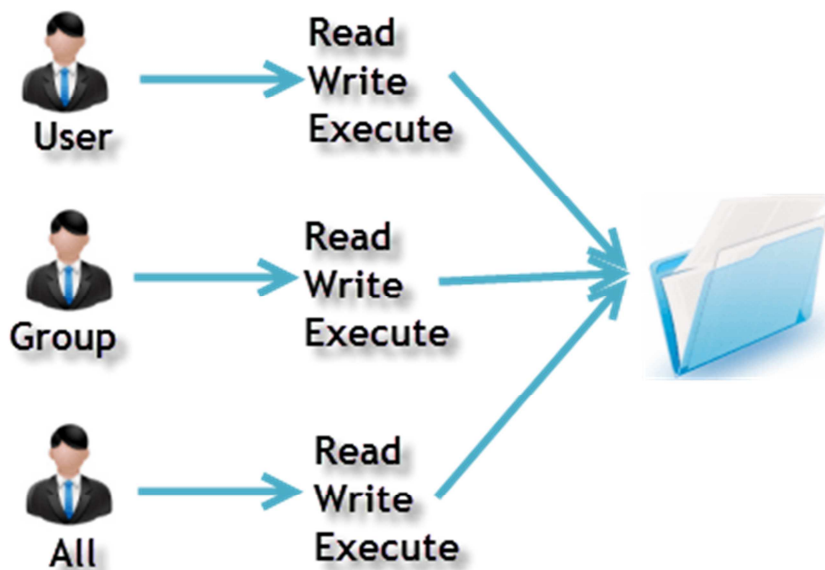 User
Read
Write
Execute
Group
Read
Write
Execute
All
Read
Write
Execute